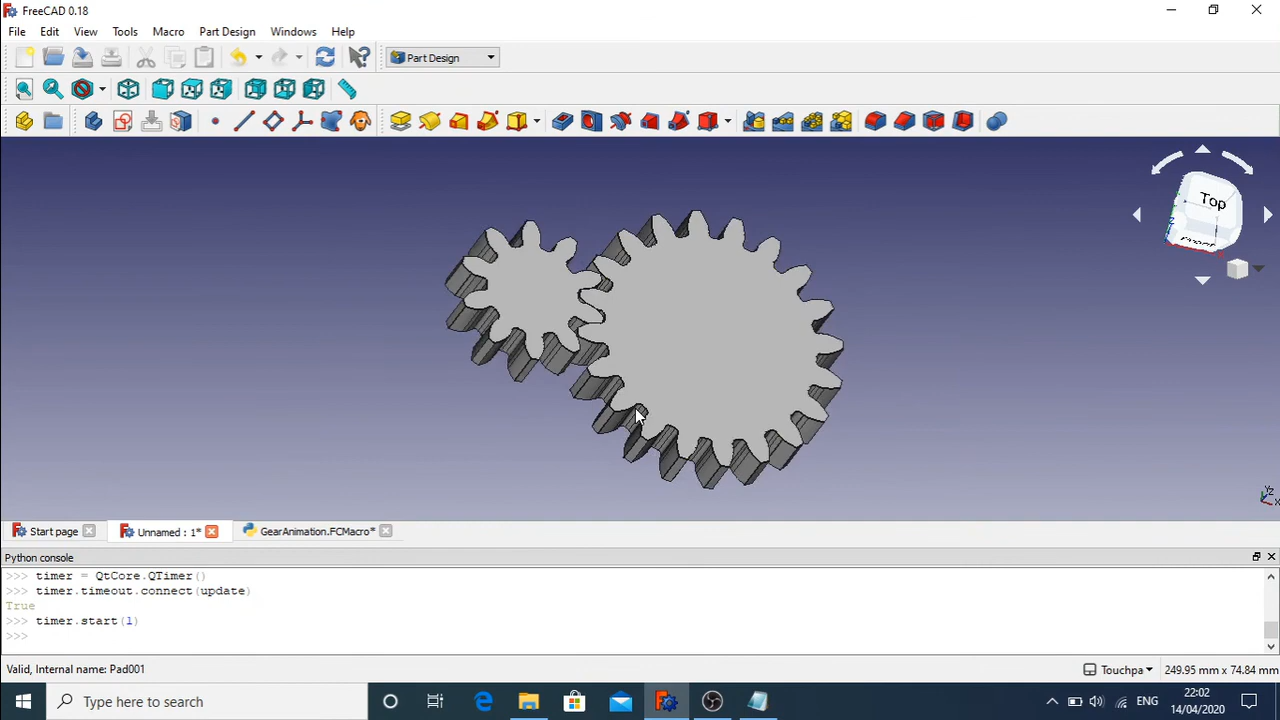 FreeCAD 0.18
File Edit View Tools Macro Part Design Windows Help
Part Design
Top
Start page
Unnamed : 1*
GearAnimation.FCMacro*
Python console
>>> timer = QtCore.QTimer()
>>> timer.timeout.connect(update)
True
>>> timer.start(1)
>>>
Valid, Internal name: Pad001
Touchpa
249.95 mm x 74.84 mm
Type here to search
ENG
22:02
14/04/2020